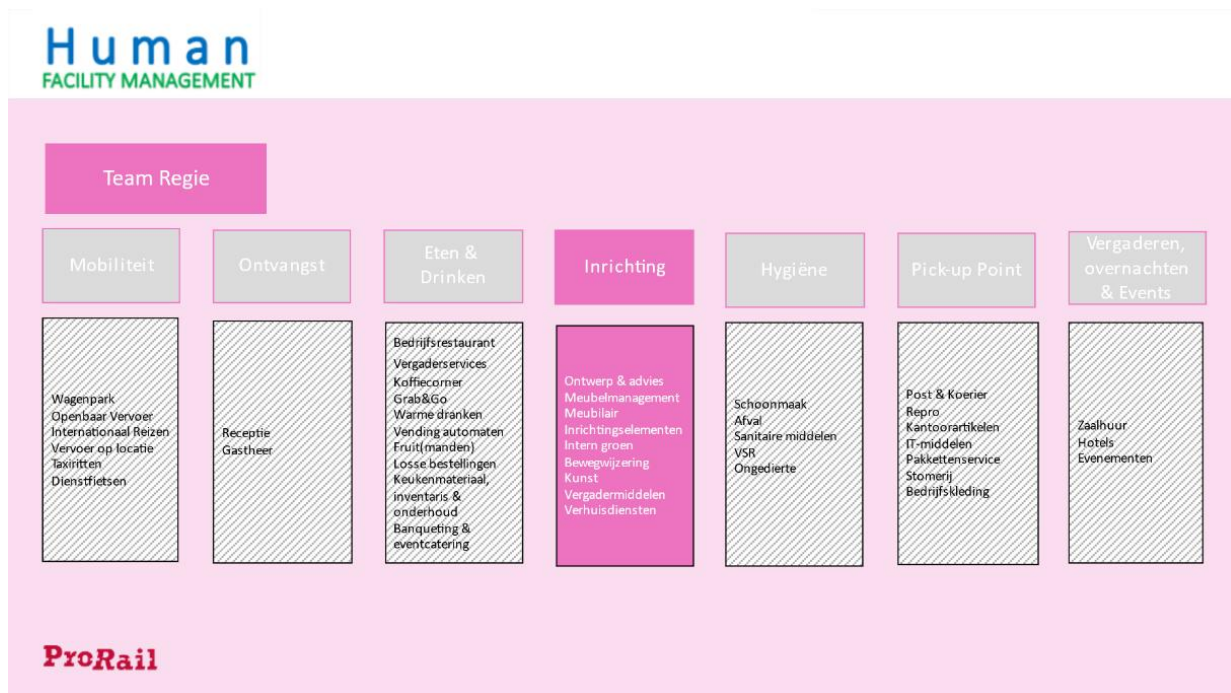 Human
FACILITY MANAGEMENT
Team Regie
Mobiliteit
Wagenpark
Openbaar Vervoer
Internationaal Reizen
Vervoer op locatie
Taxiritten
Dienstfietsen
Ontvangst
Receptie
Gastheer
Eten &
Drinken
Bedrijfsrestaurant
Vergaderservices
Koffiecorner
Grab&Go
Warme dranken
Vending automaten
Fruit(manden)
Losse bestellingen
Keukenmateriaal,
inventaris &
onderhoud
Banqueting &
eventcatering
Inrichting
Ontwerp & advies
Meubelmanagement
Meubilair
Inrichtingselementen
Intern groen
Bewegwijzering
Kunst
Vergadermiddelen
Verhuisdiensten
Hygiëne
Schoonmaak
Afval
Sanitaire middelen
VSR
Ongedierte
Pick-up Point
Post & Koerier
Repro
Kantoorartikelen
IT-middelen
Pakkettenservice
Stomerij
Bedrijfskleding
Vergaderen,
overnachten
& Events
Zaalhuur
Hotels
Evenementen
ProRail